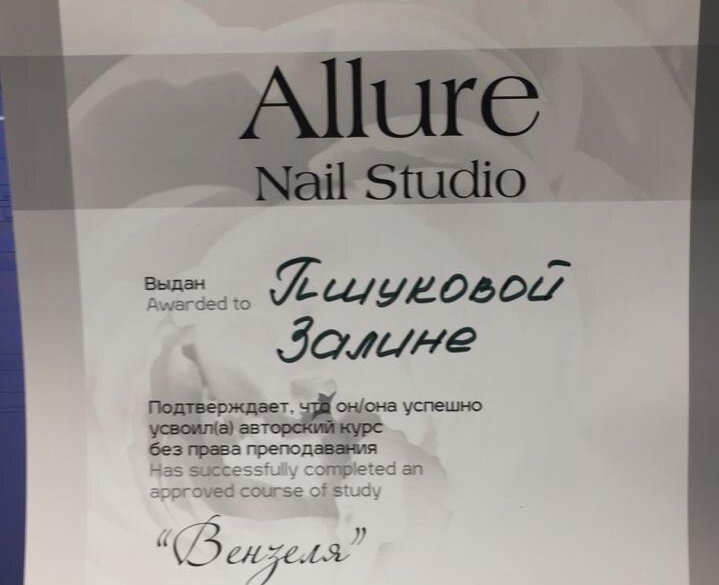 Allure
Nail Studio
Выдан
Awarded to
Пшуковой
Залине
Подтверждает, что он/она успешно
усвоил(а) авторский курс
без права преподавания
Has successfully completed an
approved course of study
“Вензеля”